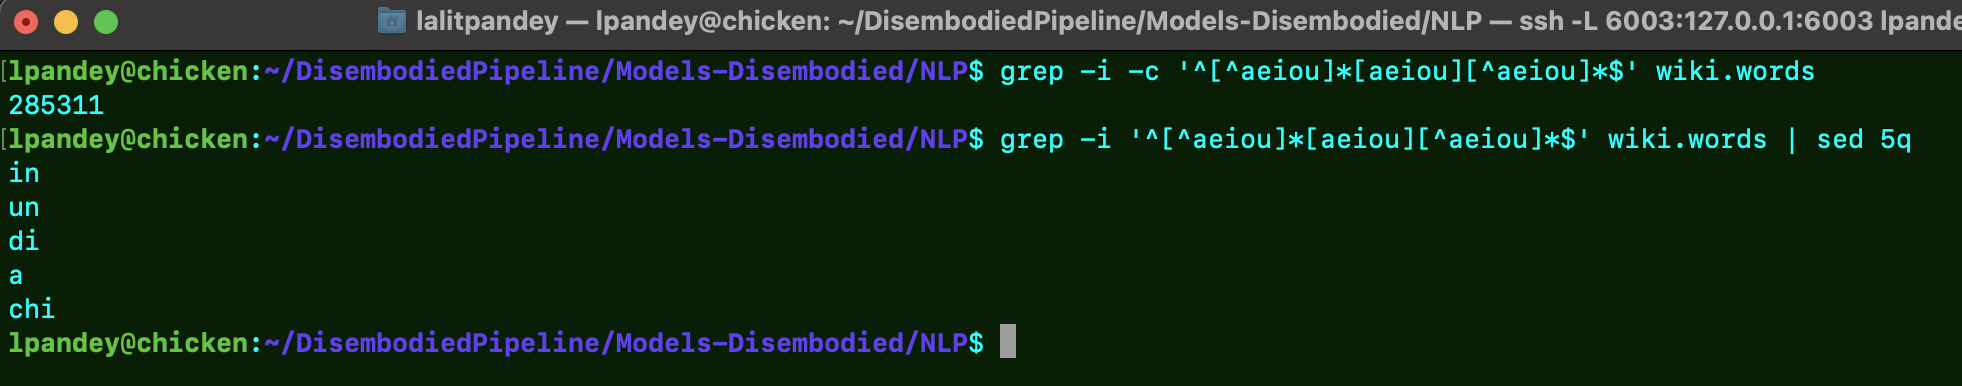 lalitpandey — lpandey@chicken: ~/DisembodiedPipeline/Models-Disembodied/NLP — ssh -L 6003:127.0.0.1:6003 lpande
lpandey@chicken:~/DisembodiedPipeline/Models-Disembodied/NLP$ grep -i -c '^[^aeiou]*[aeiou][^aeiou]*$' wiki.words
285311
lpandey@chicken:~/DisembodiedPipeline/Models-Disembodied/NLP$ grep -i '^[^aeiou]*[aeiou][^aeiou]*$' wiki.words | sed 5q
in
un
di
a
chi
lpandey@chicken:~/DisembodiedPipeline/Models-Disembodied/NLP$